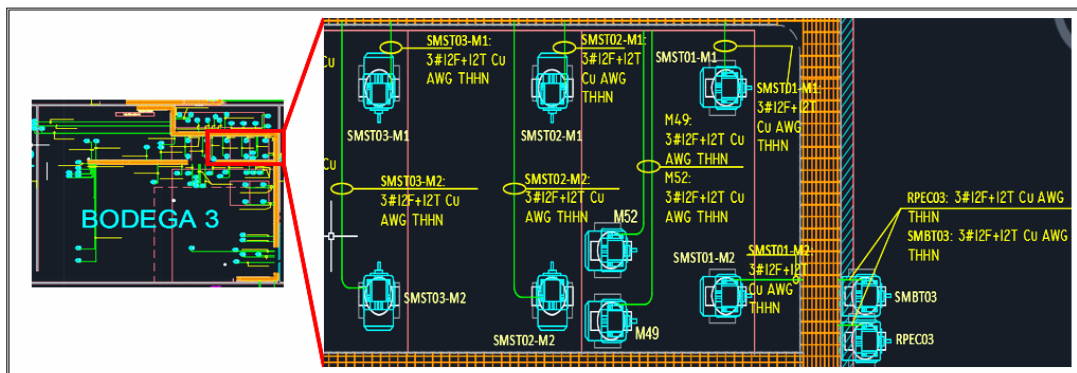 BODEGA 3
Cu
SMST03-M1:
3#12F+12T Cu
AWG THHN
SMST03-M1
SMST02-M1:
3#12F+12T
Cu AWG
THHN
SMST02-M1
SMST01-M1
SMST01-M1:
3#12F+12T
Cu AWG
THHN
M49:
3#12F+12T Cu
AWG THHN
M52:
3#12F+12T Cu
AWG THHN
Cu
SMST03-M2:
3#12F+12T Cu
AWG THHN
SMST03-M2
SMST02-M2:
3#12F+12T Cu
AWG THHN
SMST02-M2
M52
M49
SMST01-M2
SMST01-M2:
3#12F+12T
Cu AWG
THHN
RPEC03: 3#12F+12T Cu AWG
THHN
SMBT03: 3#12F+12T Cu AWG
THHN
SMBT03
RPEC03